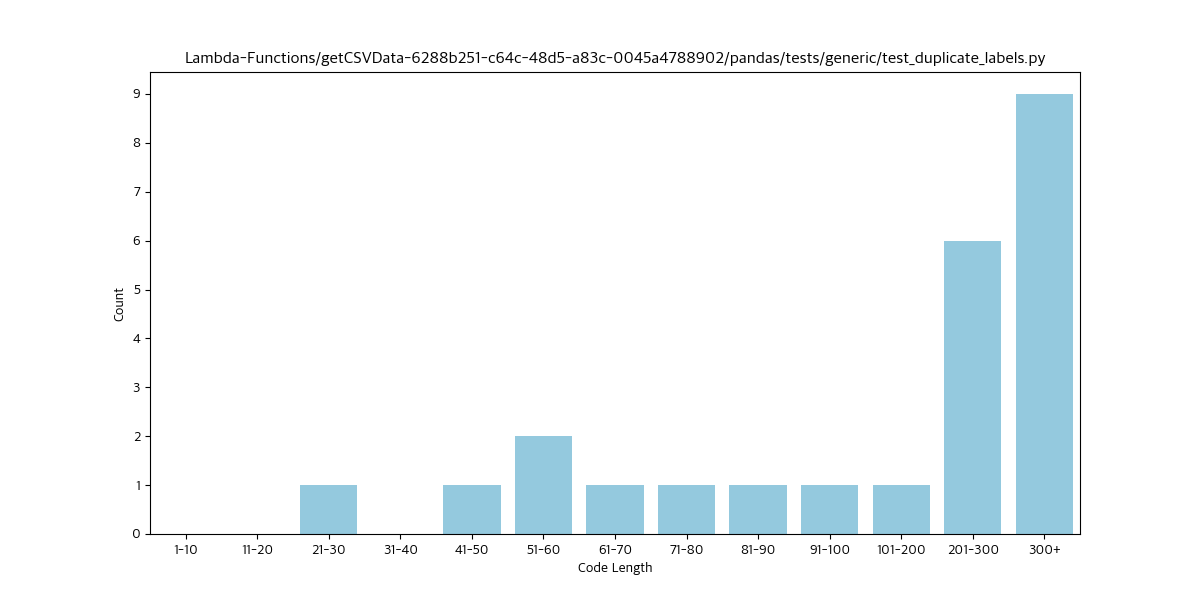 Lambda-Functions/getCSVData-6288b251-c64c-48d5-a83c-0045a4788902/pandas/tests/generic/test_duplicate_labels.py
9
8
7
6
5
4
3
2
1
0
Count
1-10 11-20 21-30 31-40 41-50 51-60 61-70 71-80 81-90 91-100 101-200 201-300 300+
Code Length